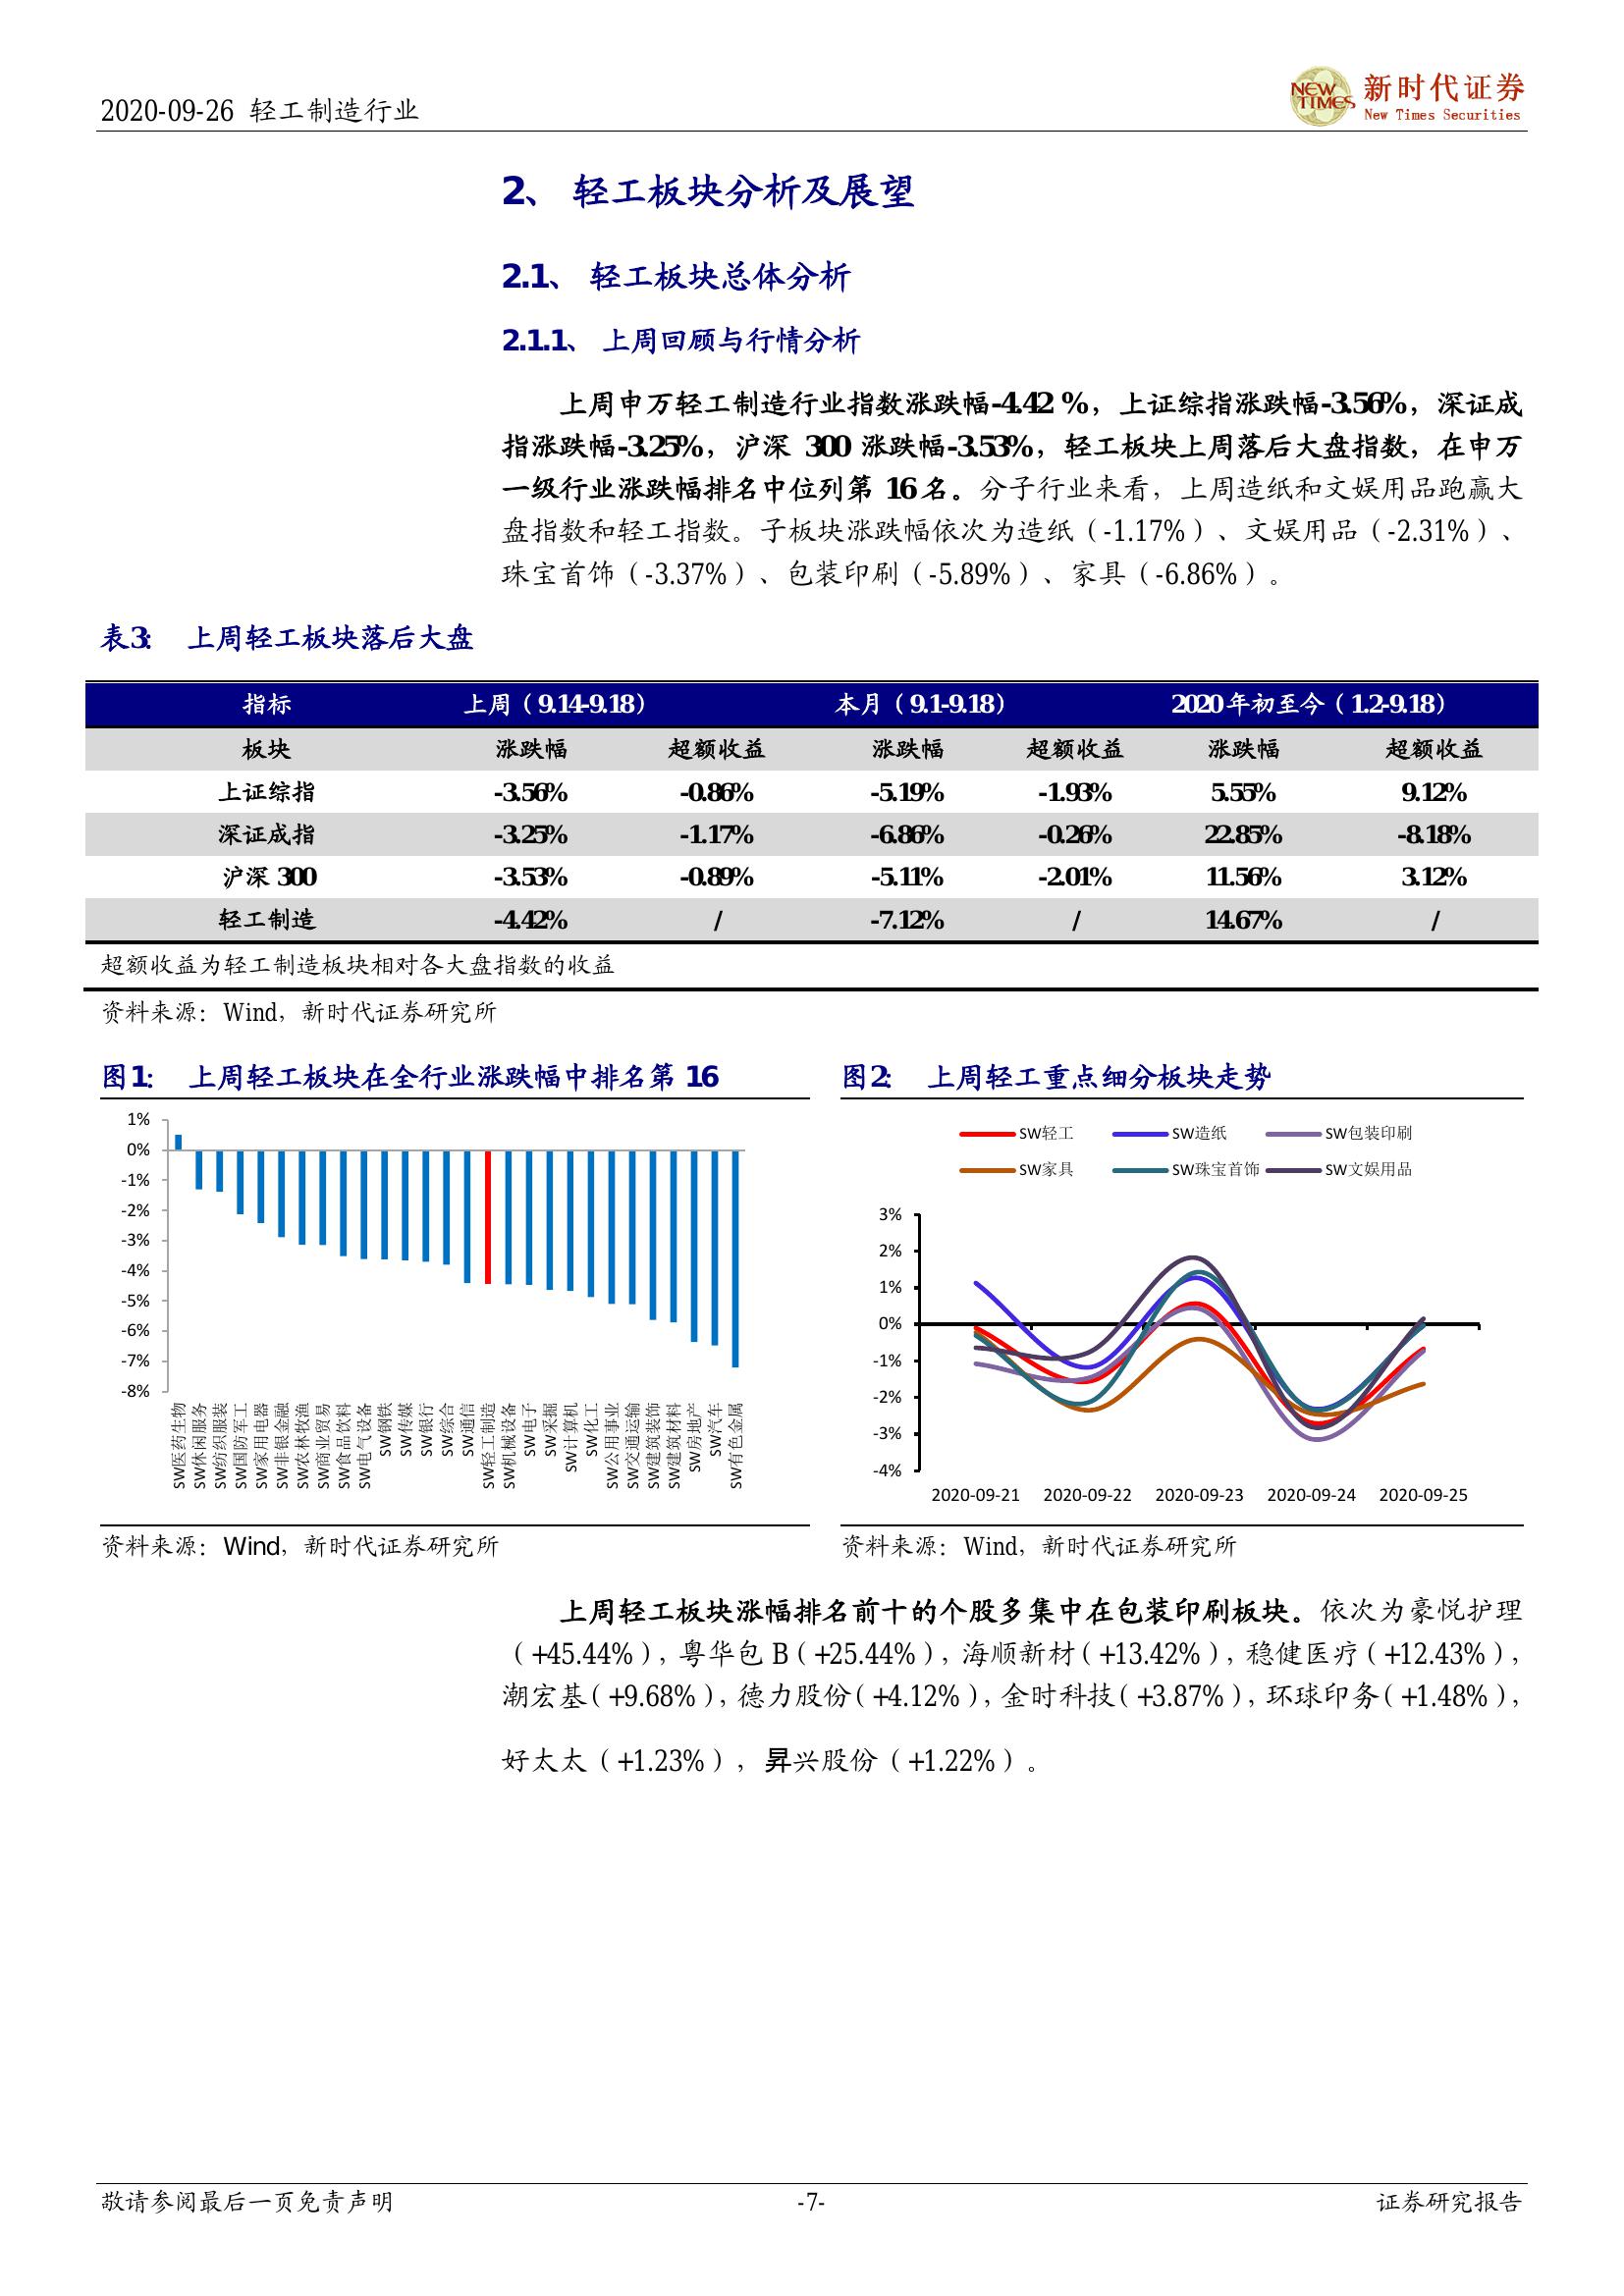 2020-09-26 轻工制造行业
NEW TIMES 新时代证券
New Times Securities
2、 轻工板块分析及展望
2.1、 轻工板块总体分析
2.1.1、 上周回顾与行情分析
上周申万轻工制造行业指数涨跌幅-4.42 %，上证综指涨跌幅-3.56%，深证成
指涨跌幅-3.25%，沪深 300 涨跌幅-3.53%，轻工板块上周落后大盘指数，在申万
一级行业涨跌幅排名中位列第 16 名。分子行业来看，上周造纸和文娱用品跑赢大
盘指数和轻工指数。子板块涨跌幅依次为造纸（-1.17%）、文娱用品（-2.31%）、
珠宝首饰（-3.37%）、包装印刷（-5.89%）、家具（-6.86%）。
表3： 上周轻工板块落后大盘
指标 上周（9.14-9.18） 本月（9.1-9.18） 2020 年初至今（1.2-9.18）
板块 涨跌幅 超额收益 涨跌幅 超额收益 涨跌幅 超额收益
上证综指 -3.56% -0.86% -5.19% -1.93% 5.55% 9.12%
深证成指 -3.25% -1.17% -6.86% -0.26% 22.85% -8.18%
沪深 300 -3.53% -0.89% -5.11% -2.01% 11.56% 3.12%
轻工制造 -4.42% / -7.12% / 14.67% /
超额收益为轻工制造板块相对各大盘指数的收益
资料来源：Wind，新时代证券研究所
图1： 上周轻工板块在全行业涨跌幅中排名第 16
1%
0%
-1%
-2%
-3%
-4%
-5%
-6%
-7%
-8%
SW医药生物
SW休闲服务
SW纺织服装
SW国防军工
SW家用电器
SW非银金融
SW农林牧渔
SW商业贸易
SW食品饮料
SW电气设备
SW钢铁
SW传媒
SW银行
SW综合
SW通信
SW轻工制造
SW机械设备
SW电子
SW采掘
SW计算机
SW化工
SW公用事业
SW交通运输
SW建筑装饰
SW建筑材料
SW房地产
SW汽车
SW有色金属
资料来源：Wind，新时代证券研究所
图2： 上周轻工重点细分板块走势
SW轻工 SW造纸 SW包装印刷
SW家具 SW珠宝首饰 SW文娱用品
3%
2%
1%
0%
-1%
-2%
-3%
-4%
2020-09-21 2020-09-22 2020-09-23 2020-09-24 2020-09-25
资料来源：Wind，新时代证券研究所
上周轻工板块涨幅排名前十的个股多集中在包装印刷板块。依次为豪悦护理
（+45.44%），粤华包 B（+25.44%），海顺新材（+13.42%），稳健医疗（+12.43%），
潮宏基（+9.68%），德力股份（+4.12%），金时科技（+3.87%），环球印务（+1.48%），
好太太（+1.23%），昇兴股份（+1.22%）。
敬请参阅最后一页免责声明 -7- 证券研究报告